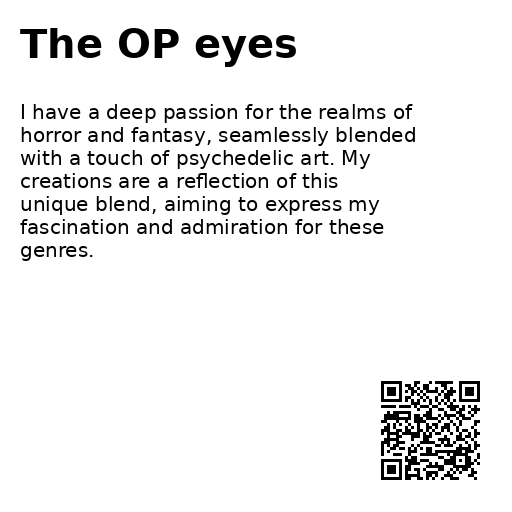 The OP eyes
I have a deep passion for the realms of
horror and fantasy, seamlessly blended
with a touch of psychedelic art. My
creations are a reflection of this
unique blend, aiming to express my
fascination and admiration for these
genres.